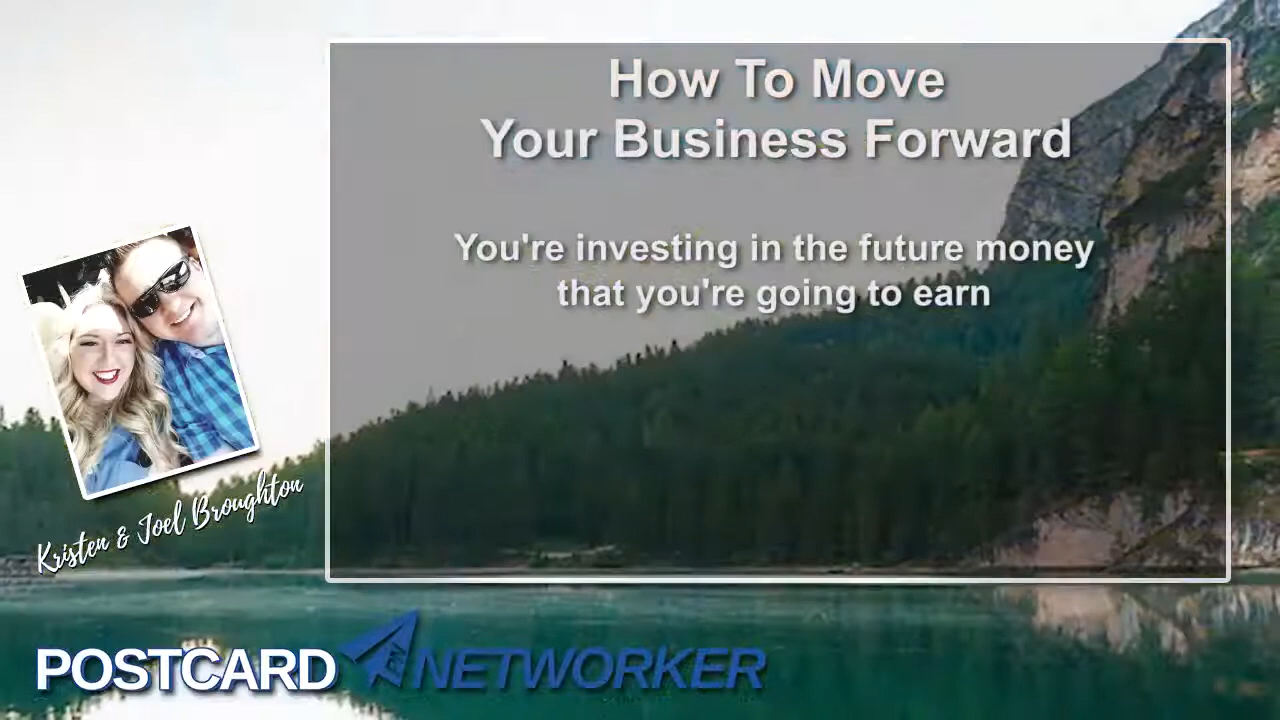 How To Move
Your Business Forward
You're investing in the future money
that you're going to earn
Kristen & Joel Broughton
POSTCARD NETWORKER